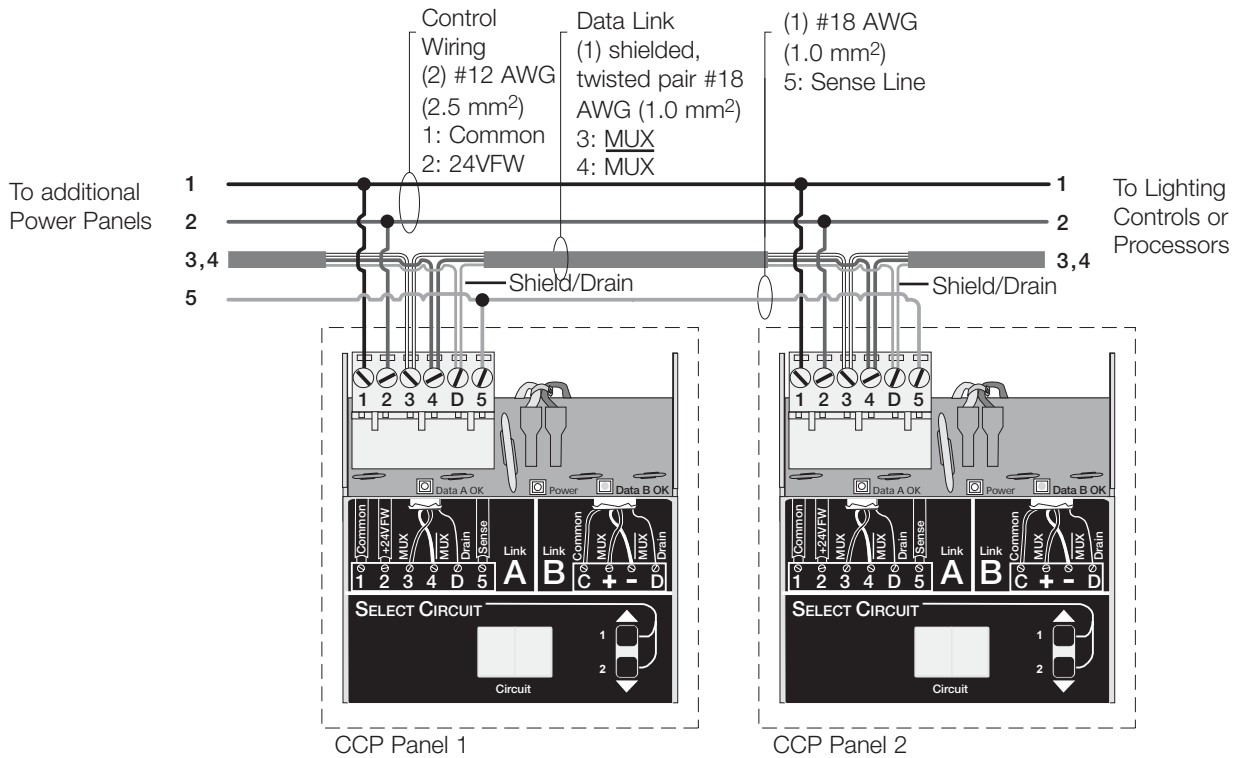 Control
Wiring
(2) #12 AWG
(2.5 mm²)
1: Common
2: 24VFW
Data Link
(1) shielded,
twisted pair #18
AWG (1.0 mm²)
3: MUX
4: MUX
(1) #18 AWG
(1.0 mm²)
5: Sense Line
To additional
Power Panels
1
2
3,4
5
1
2
3,4
To Lighting
Controls or
Processors
Shield/Drain
Shield/Drain
1 2 3 4 D 5
Data A OK
Power
Data B OK
Common
+24VFW
MUX
MUX
Drain
Sense
Link
A
1 2 3 4 D 5
Link
B
Common
MUX
MUX
Drain
C + - D
SELECT CIRCUIT
1
2
Circuit
CCP Panel 1
1 2 3 4 D 5
Data A OK
Power
Data B OK
Common
+24VFW
MUX
MUX
Drain
Sense
Link
A
1 2 3 4 D 5
Link
B
Common
MUX
MUX
Drain
C + - D
SELECT CIRCUIT
1
2
Circuit
CCP Panel 2